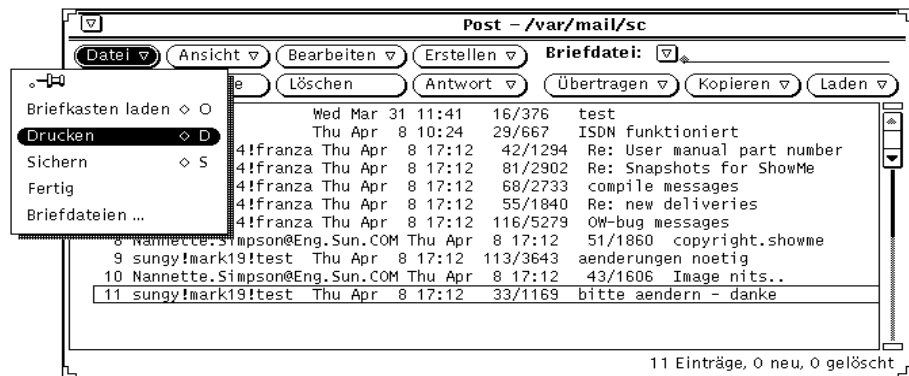 Post – /var/mail/sc
Datei Ansicht Bearbeiten Erstellen Briefdatei:
e Löschen Antwort Übertragen Kopieren Laden
Briefkasten laden ◇ O
Drucken ◇ D
Sichern ◇ S
Fertig
Briefdateien ...
Wed Mar 31 11:41 16/376 test
Thu Apr 8 10:24 29/667 ISDN funktioniert
4!franza Thu Apr 8 17:12 42/1294 Re: User manual part number
4!franza Thu Apr 8 17:12 81/2902 Re: Snapshots for ShowMe
4!franza Thu Apr 8 17:12 68/2733 compile messages
4!franza Thu Apr 8 17:12 55/1840 Re: new deliveries
4!franza Thu Apr 8 17:12 116/5279 OW-bug messages
8 Nannette.Simpson@Eng.Sun.COM Thu Apr 8 17:12 51/1860 copyright.showme
9 sungy!mark19!test Thu Apr 8 17:12 113/3643 aenderungen noetig
10 Nannette.Simpson@Eng.Sun.COM Thu Apr 8 17:12 43/1606 Image nits..
11 sungy!mark19!test Thu Apr 8 17:12 33/1169 bitte aendern - danke
11 Einträge, 0 neu, 0 gelöscht